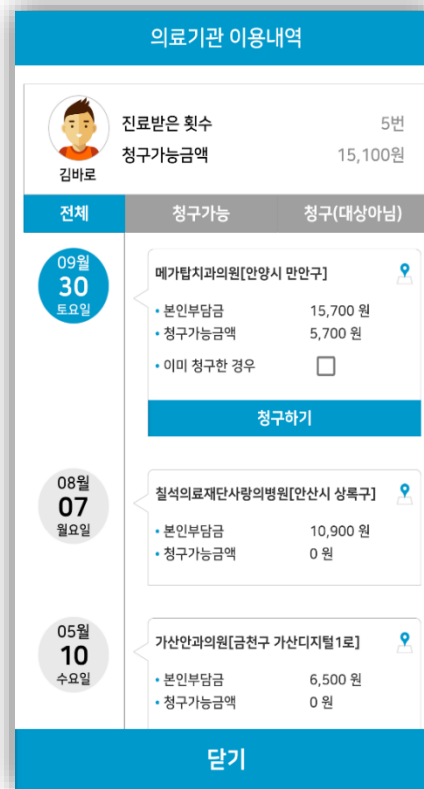 의료기관 이용내역
진료받은 횟수 5번
청구가능금액 15,100원
김바로
전체 청구가능 청구(대상아님)
09월
30
토요일
메가탑치과의원[안양시 만안구]
• 본인부담금 15,700 원
• 청구가능금액 5,700 원
• 이미 청구한 경우
청구하기
08월
07
월요일
칠석의료재단사랑의병원[안산시 상록구]
• 본인부담금 10,900 원
• 청구가능금액 0 원
05월
10
수요일
가산안과의원[금천구 가산디지털1로]
• 본인부담금 6,500 원
• 청구가능금액 0 원
닫기